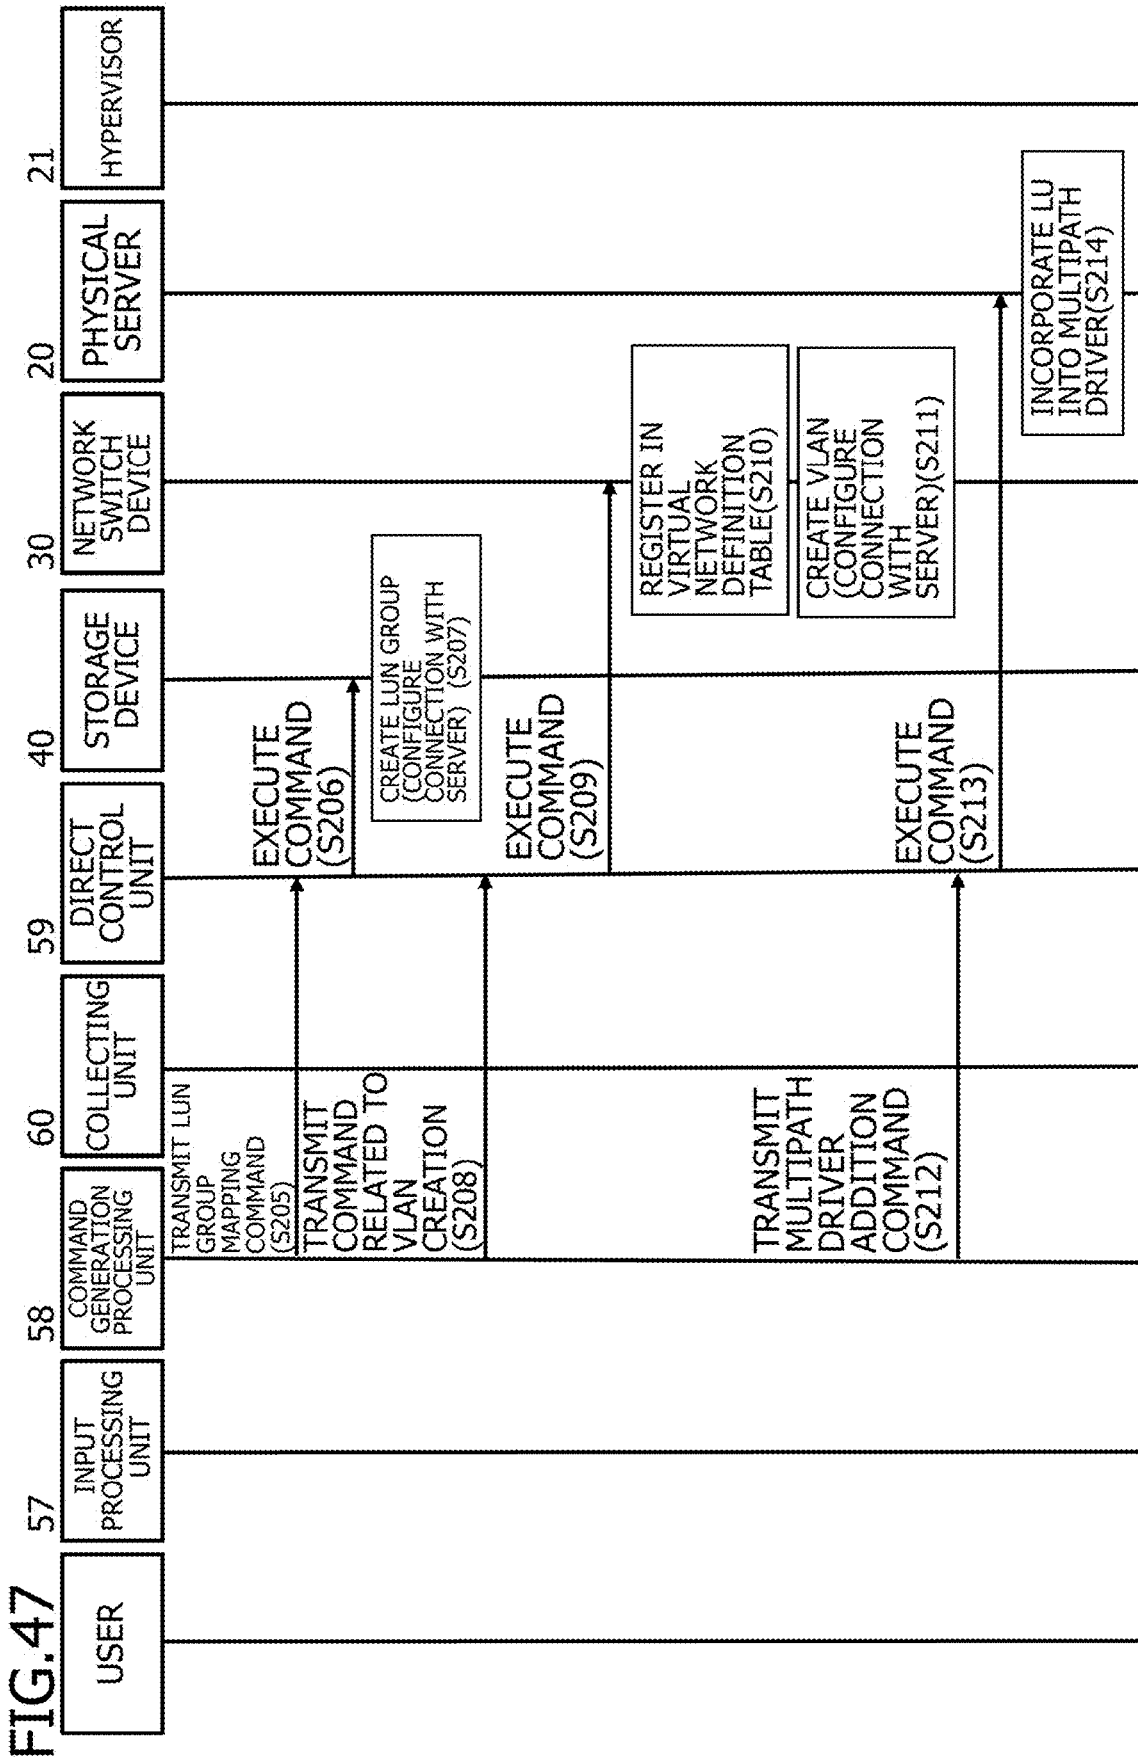 FIG.47
USER
57
INPUT
PROCESSING
UNIT
58
COMMAND
GENERATION
PROCESSING
UNIT
60
COLLECTING
UNIT
59
DIRECT
CONTROL
UNIT
40
STORAGE
DEVICE
30
NETWORK
SWITCH
DEVICE
20
PHYSICAL
SERVER
21
HYPERVISOR
TRANSMIT LUN
GROUP
MAPPING
COMMAND
(S205)
EXECUTE
COMMAND
(S206)
CREATE LUN GROUP
(CONFIGURE
CONNECTION WITH
SERVER) (S207)
TRANSMIT
COMMAND
RELATED TO
VLAN
CREATION
(S208)
EXECUTE
COMMAND
(S209)
REGISTER IN
VIRTUAL
NETWORK
DEFINITION
TABLE(S210)
CREATE VLAN
(CONFIGURE
CONNECTION
WITH
SERVER)(S211)
TRANSMIT
MULTIPATH
DRIVER
ADDITION
COMMAND
(S212)
EXECUTE
COMMAND
(S213)
INCORPORATE LU
INTO MULTIPATH
DRIVER(S214)